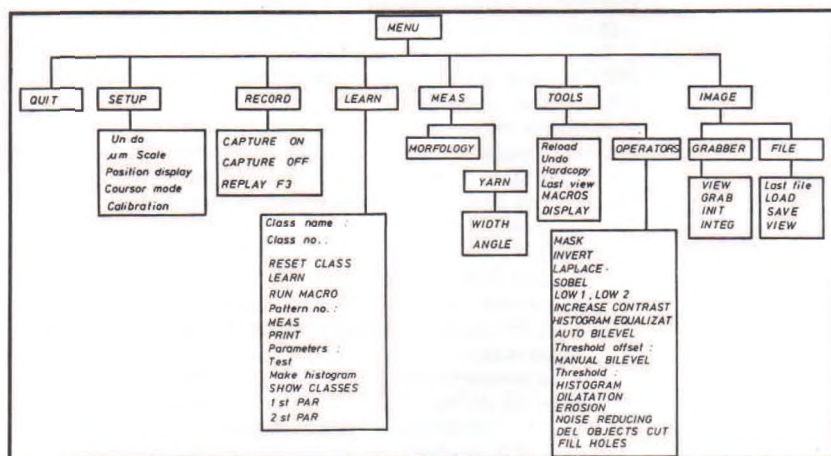 MENU
QUIT
SETUP
RECORD
LEARN
MEAS
TOOLS
IMAGE
Un do
µm Scale
Position display
Coursor mode
Calibration
CAPTURE ON
CAPTURE OFF
REPLAY F3
Class name :
Class no. :
RESET CLASS
LEARN
RUN MACRO
Pattern no. :
MEAS
PRINT
Parameters :
Test
Make histogram
SHOW CLASSES
1 st PAR
2 st PAR
MORFOLOGY
YARN
WIDTH
ANGLE
Reload
Undo
Hardcopy
Last view
MACROS
DISPLAY
OPERATORS
MASK
INVERT
LAPLACE
SOBEL
LOW 1, LOW 2
INCREASE CONTRAST
HISTOGRAM EQUALIZAT
AUTO BILEVEL
Threshold offset :
MANUAL BILEVEL
Threshold :
HISTOGRAM
DILATATION
EROSION
NOISE REDUCING
DEL OBJECTS CUT
FILL HOLES
GRABBER
VIEW
GRAB
INIT
INTEG
FILE
Last file
LOAD
SAVE
VIEW